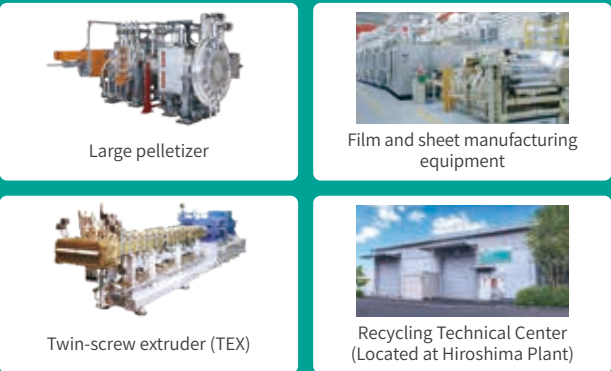 Large pelletizer
Film and sheet manufacturing
equipment
Twin-screw extruder (TEX)
Recycling Technical Center
(Located at Hiroshima Plant)